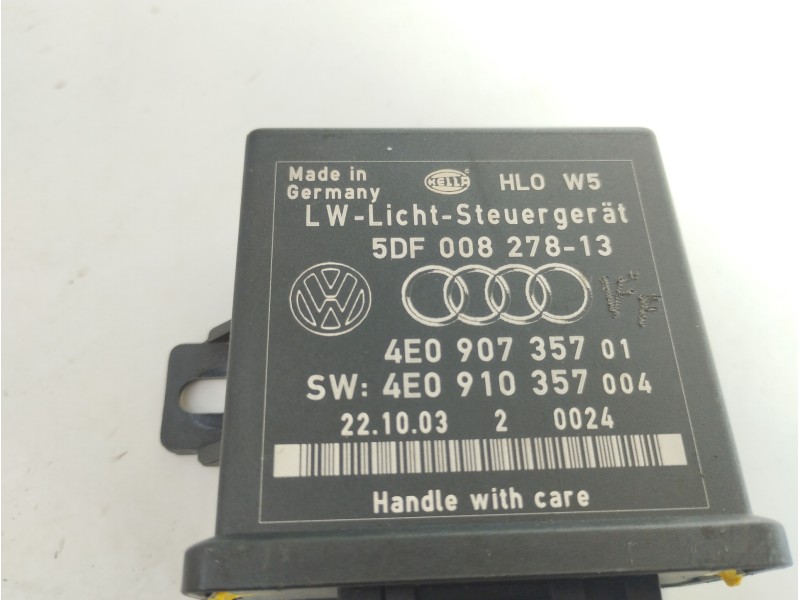 Made in
Germany
HELLA
HLO W5
LW-Licht-Steuergerät
5DF 008 278-13
4E0 907 357 01
SW: 4E0 910 357 004
22.10.03 2 0024
Handle with care